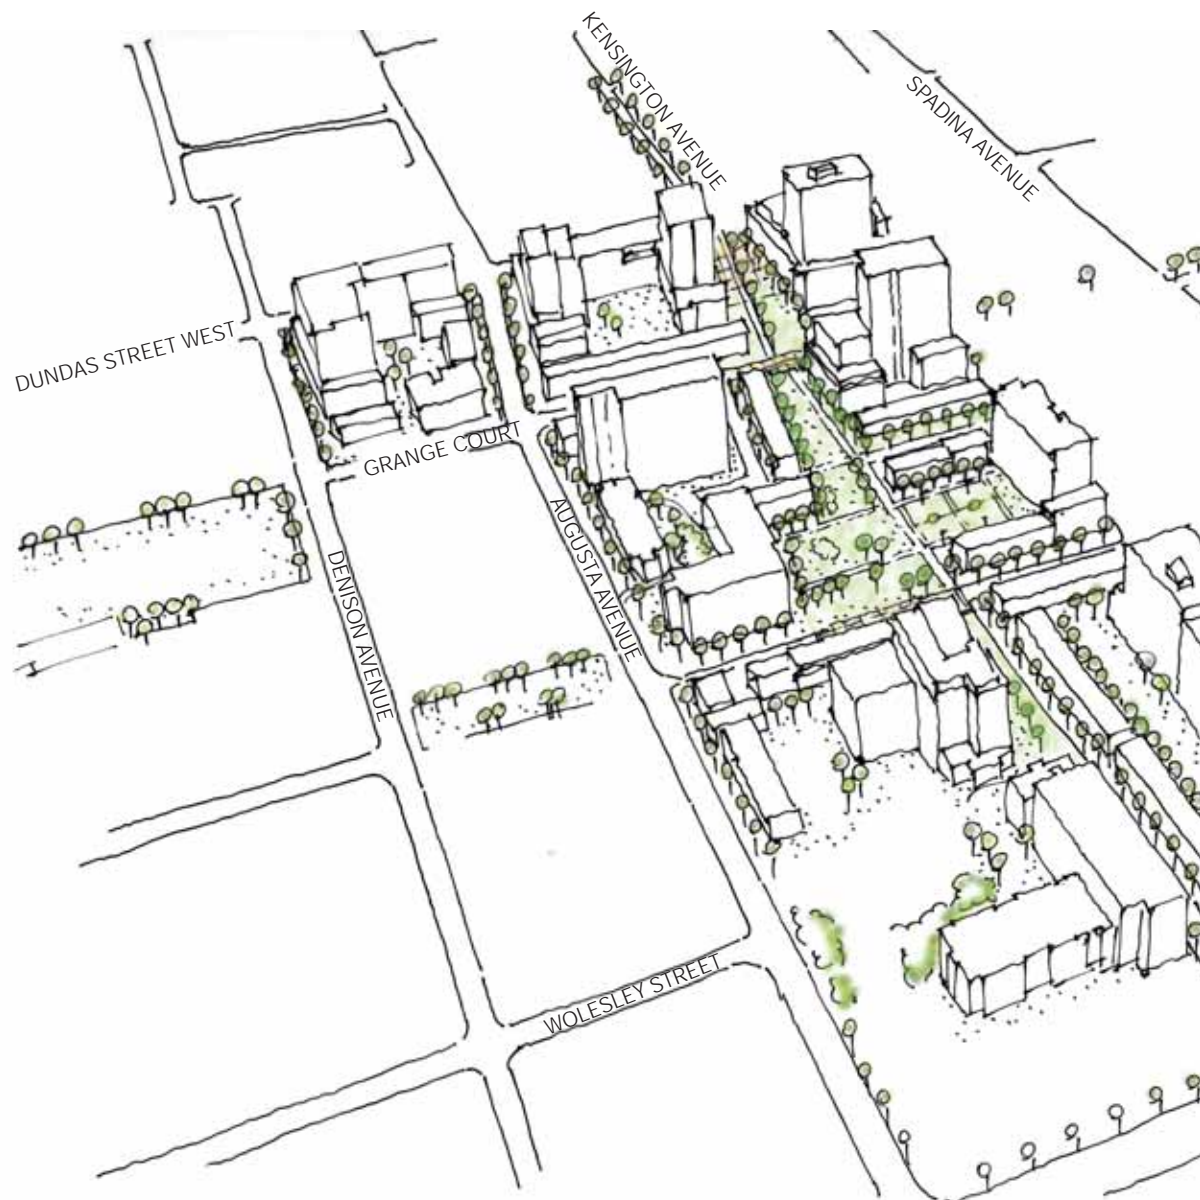 KENSINGTON AVENUE
SPADINA AVENUE
DUNDAS STREET WEST
GRANGE COURT
AUGUSTA AVENUE
DENISON AVENUE
WOLESLEY STREET